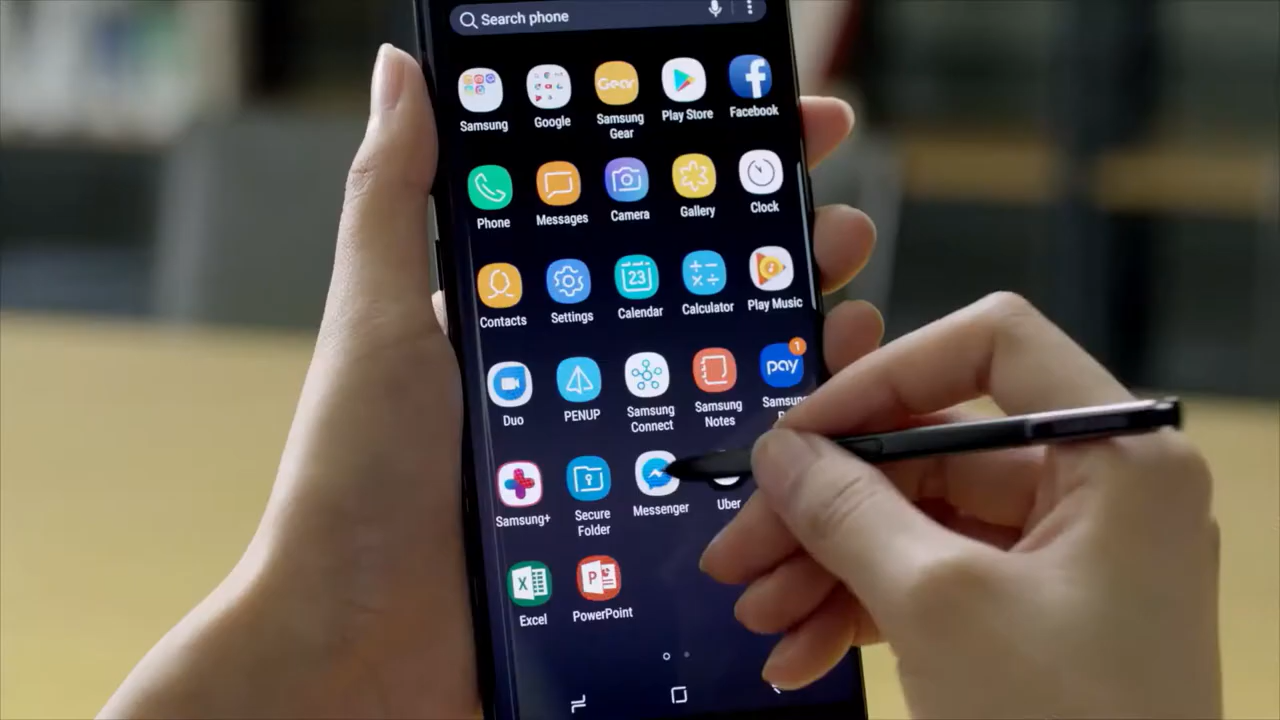 Search phone
Samsung
Google
Gear
Samsung
Gear
Play Store
Facebook
Phone
Messages
Camera
Gallery
Clock
Contacts
Settings
23
Calendar
Calculator
Play Music
Duo
PENUP
Samsung
Connect
Samsung
Notes
1
pay
Samsung
Samsung+
Secure
Folder
Messenger
Uber
X
Excel
P
PowerPoint